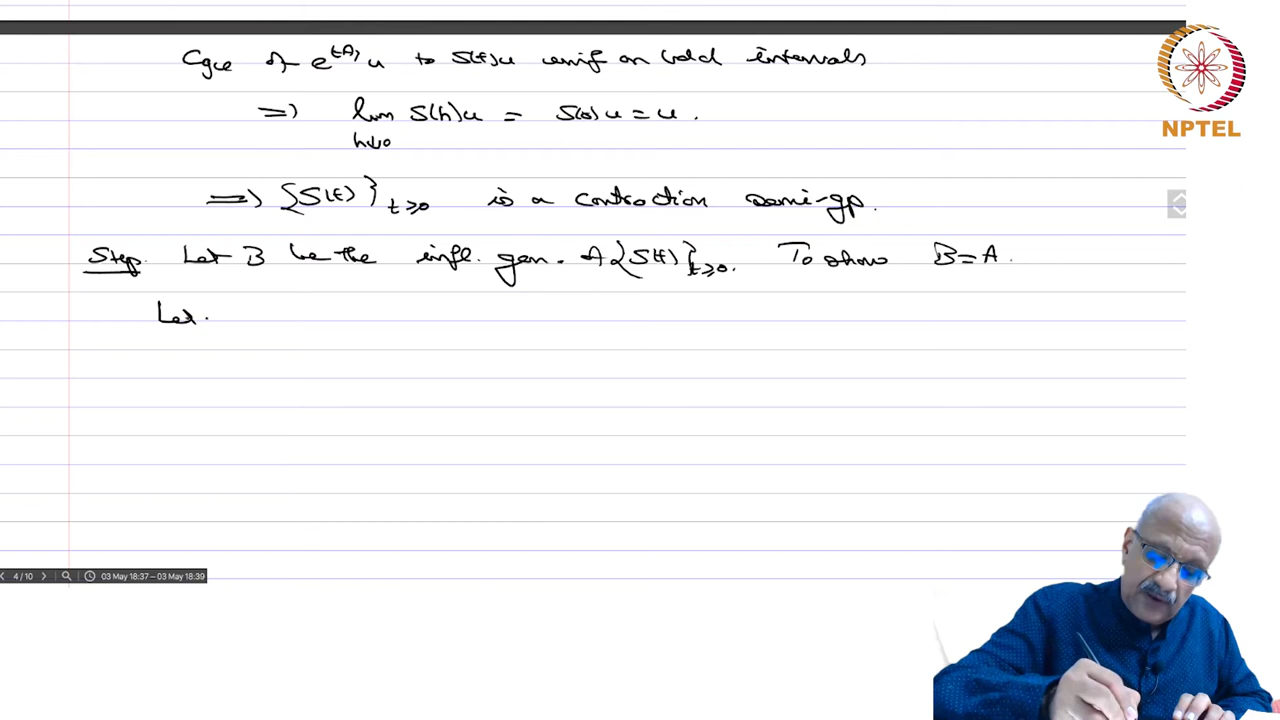 Cgce of e^{tA_λ} u to S(t)u unif on bdd intervals
⇒ lim S(h)u = S(0)u = u.
h↓0
⇒ {S(t)}_{t≥0} is a contraction semi-gp.
Step. Let B be the infl. gen. of {S(t)}_{t≥0}. To show B=A.
Let.
NPTEL
4/10 03 May 18:37 – 03 May 18:39